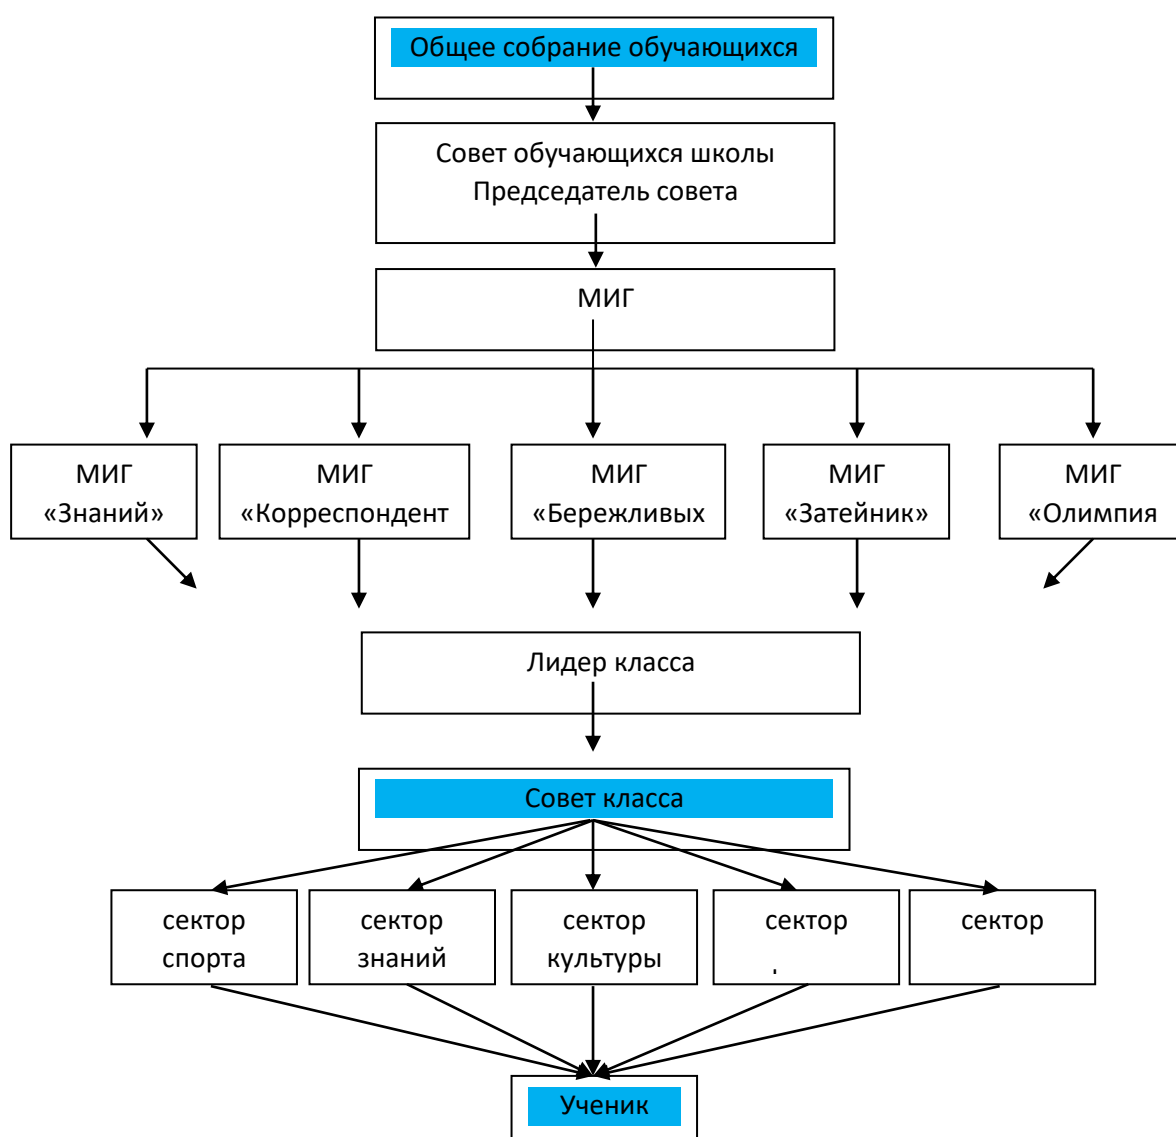 Общее собрание обучающихся
Совет обучающихся школы
Председатель совета
МИГ
МИГ
«Знаний»
МИГ
«Корреспондент
МИГ
«Бережливых
МИГ
«Затейник»
МИГ
«Олимпия
Лидер класса
Совет класса
сектор
спорта
сектор
знаний
сектор
культуры
сектор
сектор
Ученик